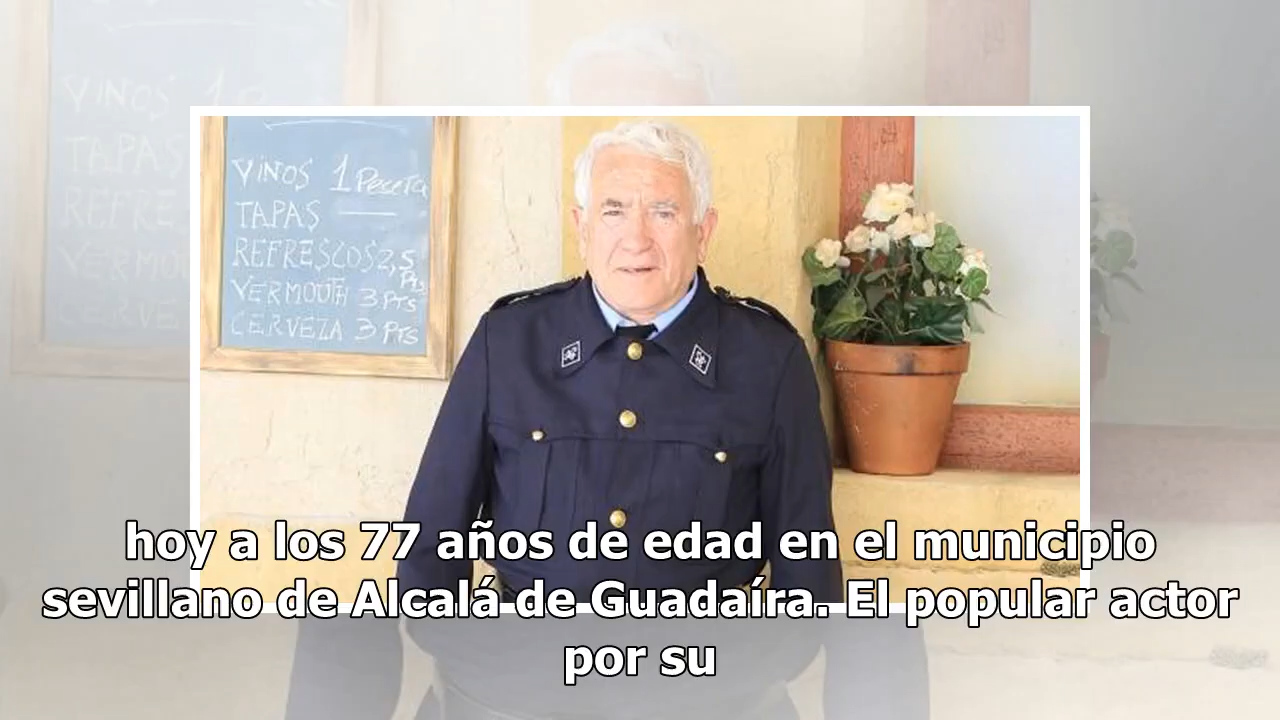 VINOS 1 Peseta
TAPAS
REFRESCOS 2,5 Pts
VERMOUTH 3 Pts
CERVEZA 3 Pts
hoy a los 77 años de edad en el municipio
sevillano de Alcalá de Guadaíra. El popular actor
por su